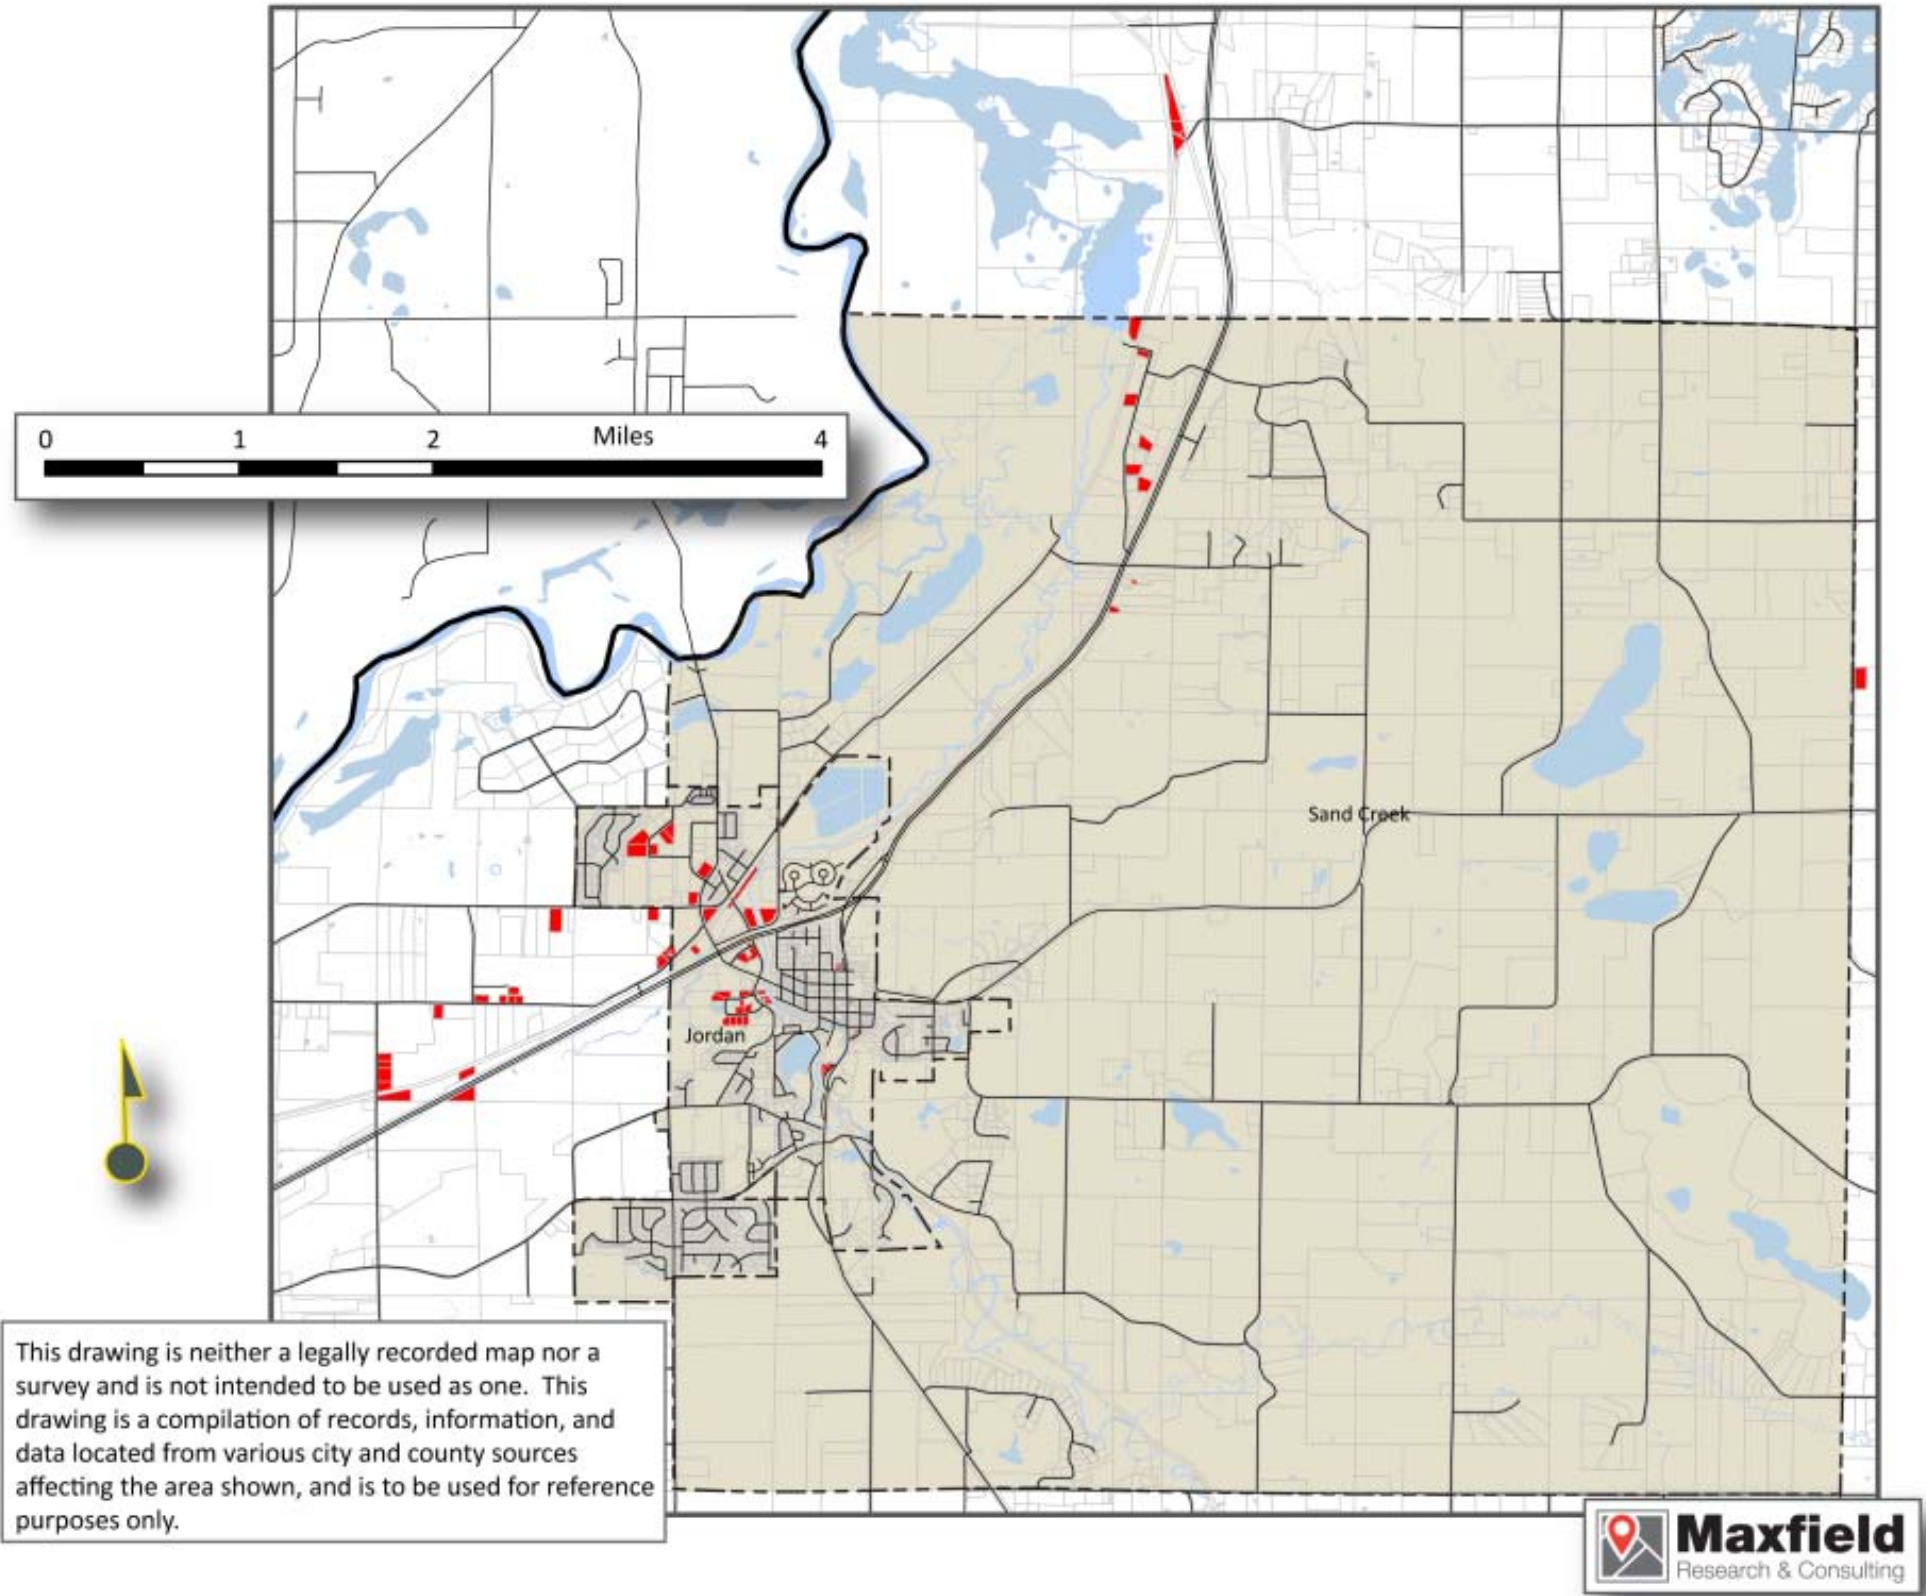 0 1 2 Miles 4
Sand Creek
Jordan
This drawing is neither a legally recorded map nor a
survey and is not intended to be used as one. This
drawing is a compilation of records, information, and
data located from various city and county sources
affecting the area shown, and is to be used for reference
purposes only.
Maxfield
Research & Consulting